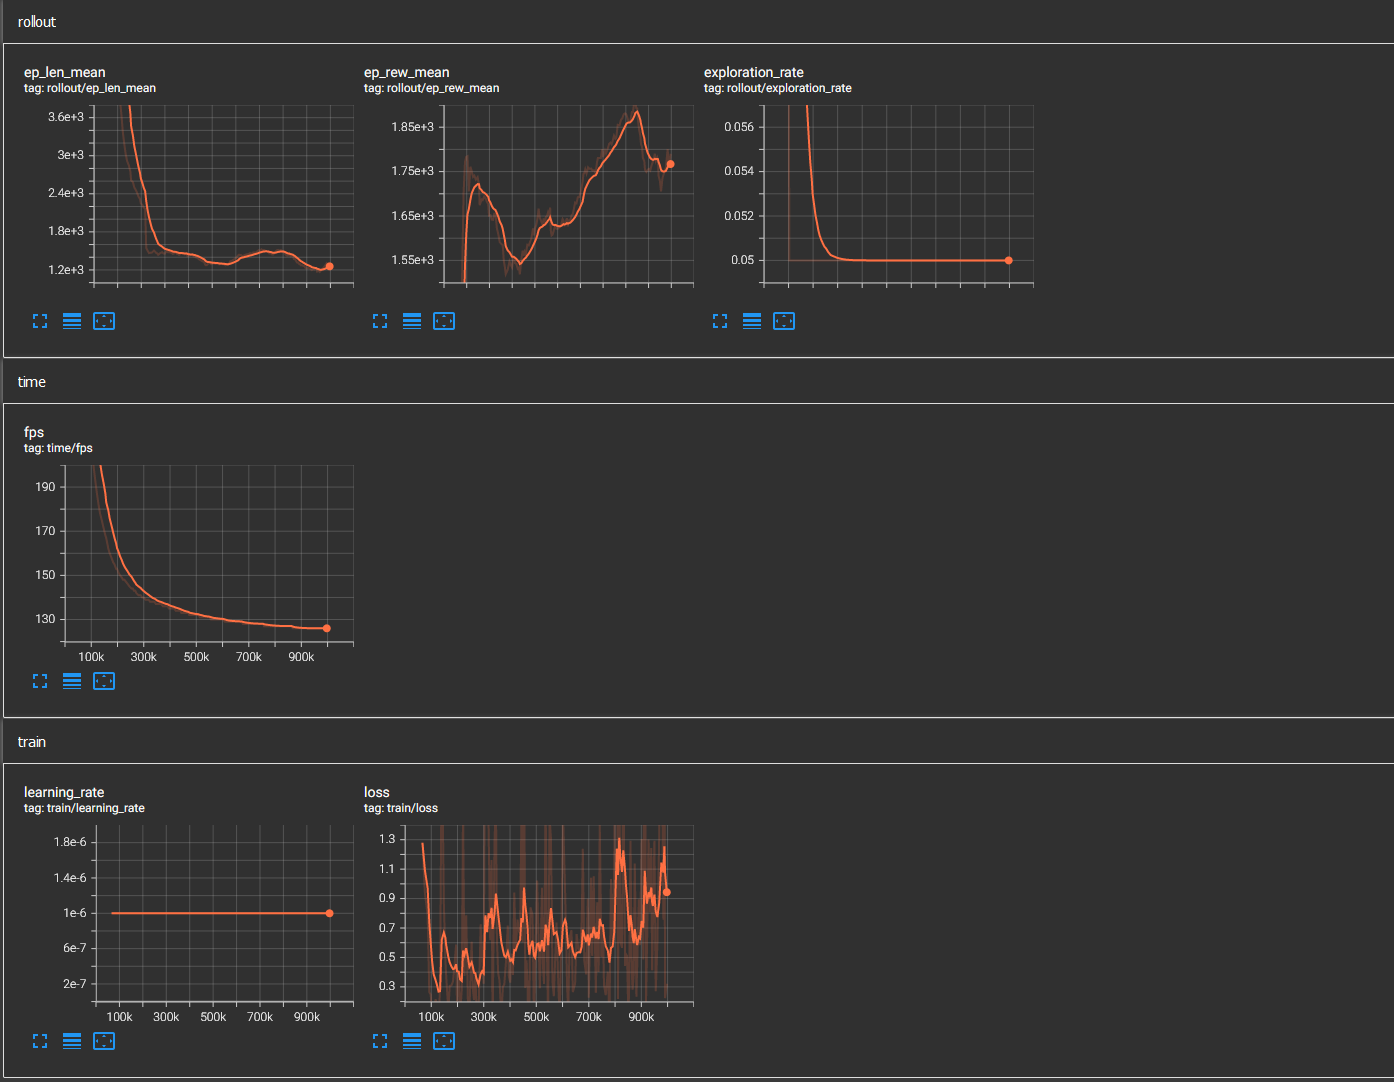 rollout
ep_len_mean
tag: rollout/ep_len_mean
3.6e+3
3e+3
2.4e+3
1.8e+3
1.2e+3
ep_rew_mean
tag: rollout/ep_rew_mean
1.85e+3
1.75e+3
1.65e+3
1.55e+3
exploration_rate
tag: rollout/exploration_rate
0.056
0.054
0.052
0.05
time
fps
tag: time/fps
190
170
150
130
100k 300k 500k 700k 900k
train
learning_rate
tag: train/learning_rate
1.8e-6
1.4e-6
1e-6
6e-7
2e-7
100k 300k 500k 700k 900k
loss
tag: train/loss
1.3
1.1
0.9
0.7
0.5
0.3
100k 300k 500k 700k 900k